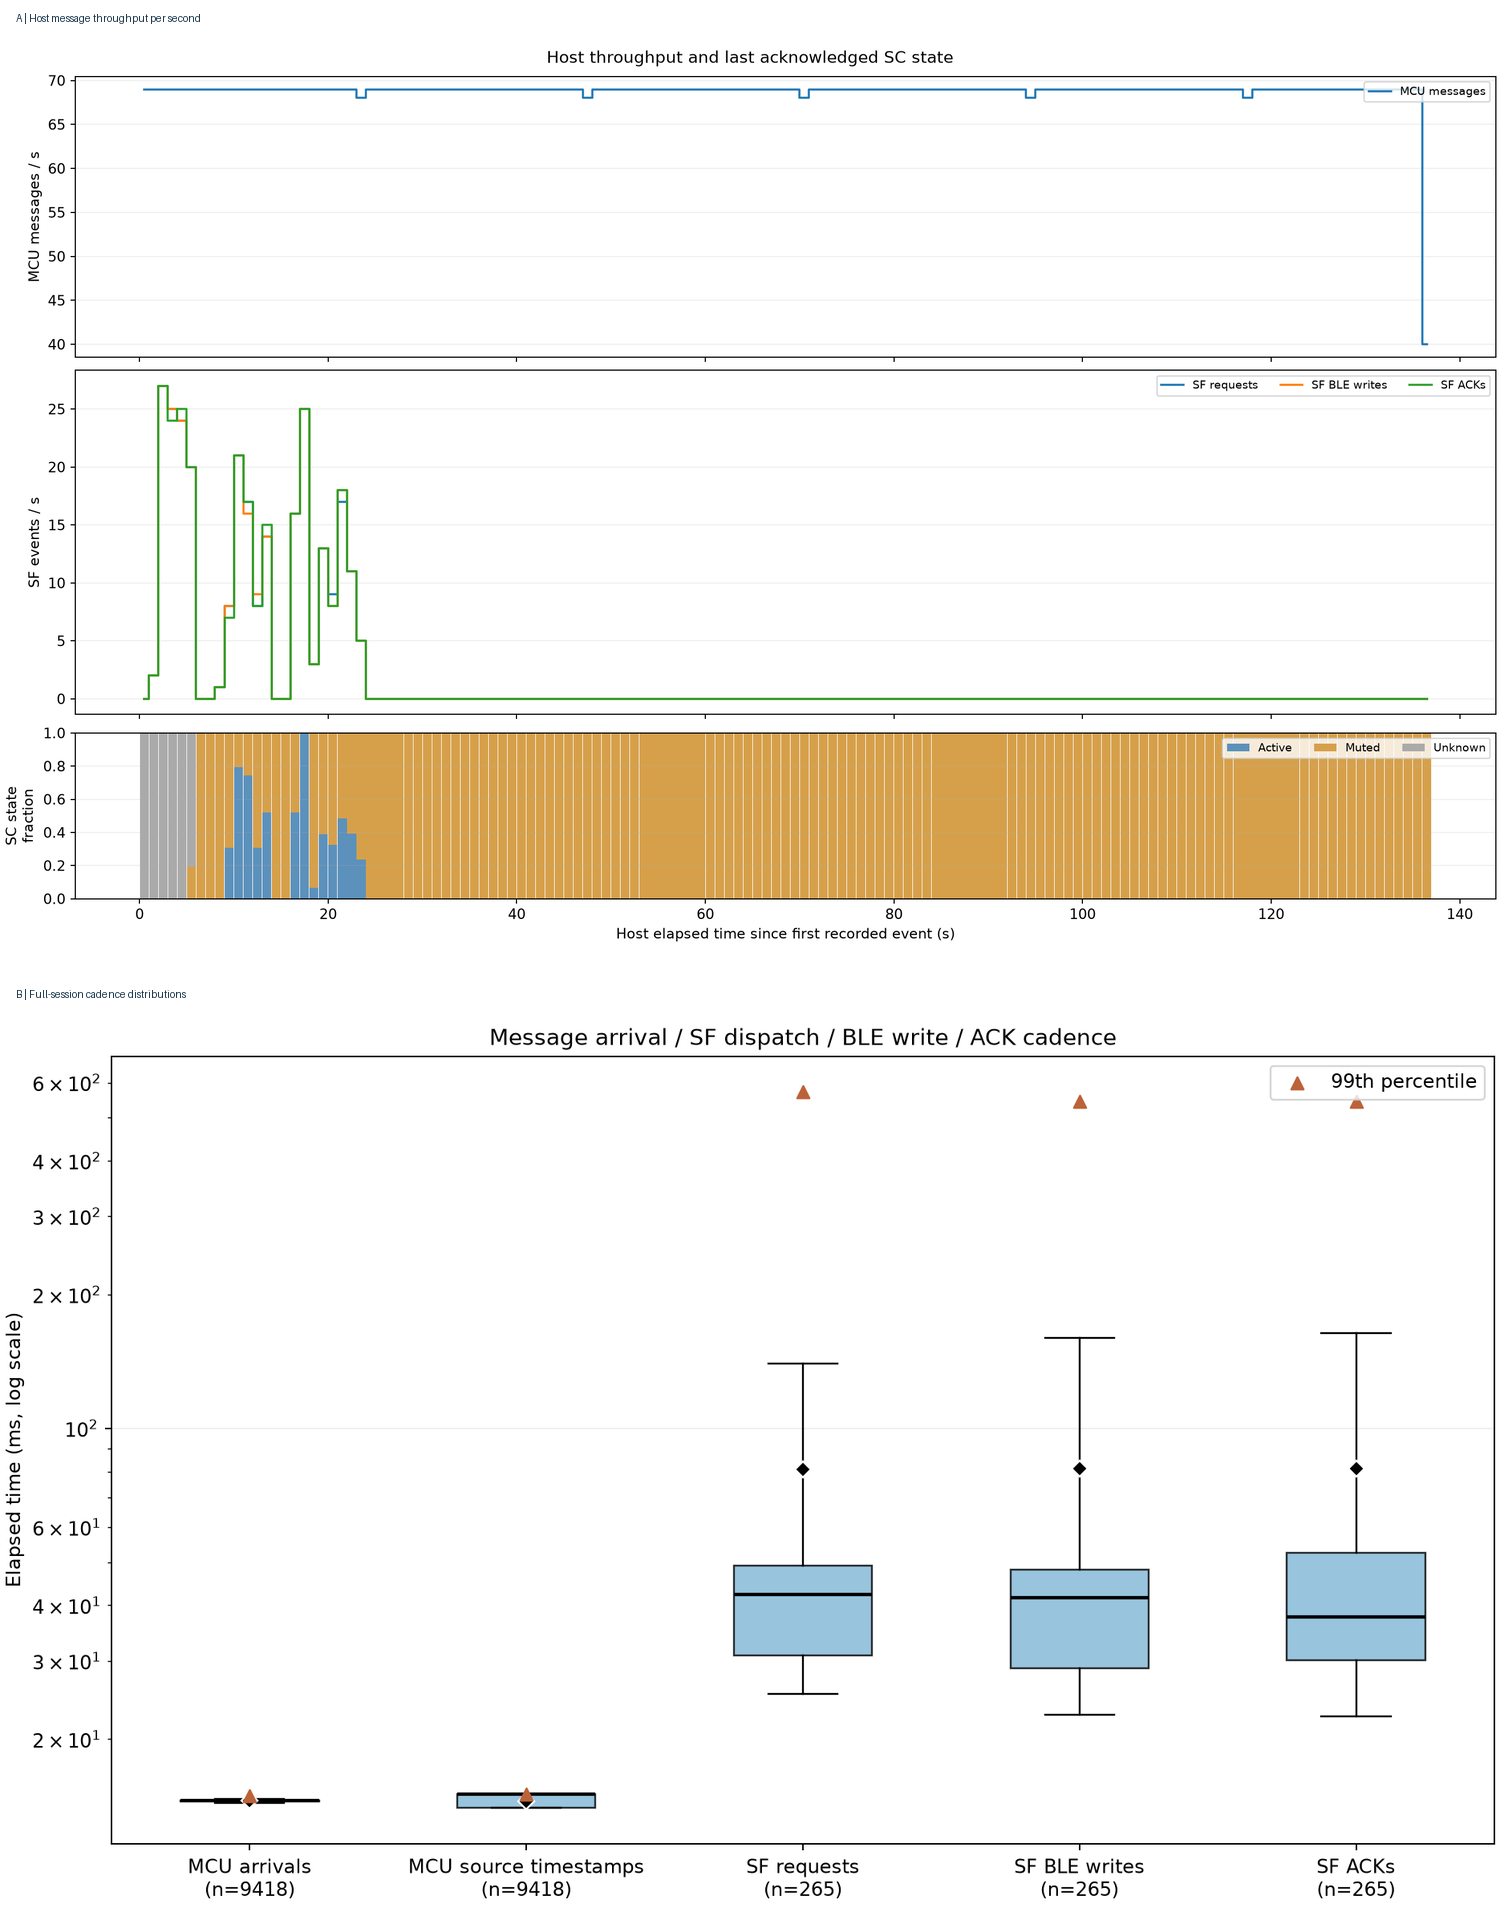 A | Host message throughput per second
Host throughput and last acknowledged SC state
MCU messages / s
70
65
60
55
50
45
40
MCU messages
SF events / s
25
20
15
10
5
0
SF requests
SF BLE writes
SF ACKs
SC state
fraction
1.0
0.8
0.6
0.4
0.2
0.0
Active
Muted
Unknown
0
20
40
60
80
100
120
140
Host elapsed time since first recorded event (s)
B | Full-session cadence distributions
Message arrival / SF dispatch / BLE write / ACK cadence
Elapsed time (ms, log scale)
6 × 10²
4 × 10²
3 × 10²
2 × 10²
10²
6 × 10¹
4 × 10¹
3 × 10¹
2 × 10¹
99th percentile
MCU arrivals
(n=9418)
MCU source timestamps
(n=9418)
SF requests
(n=265)
SF BLE writes
(n=265)
SF ACKs
(n=265)